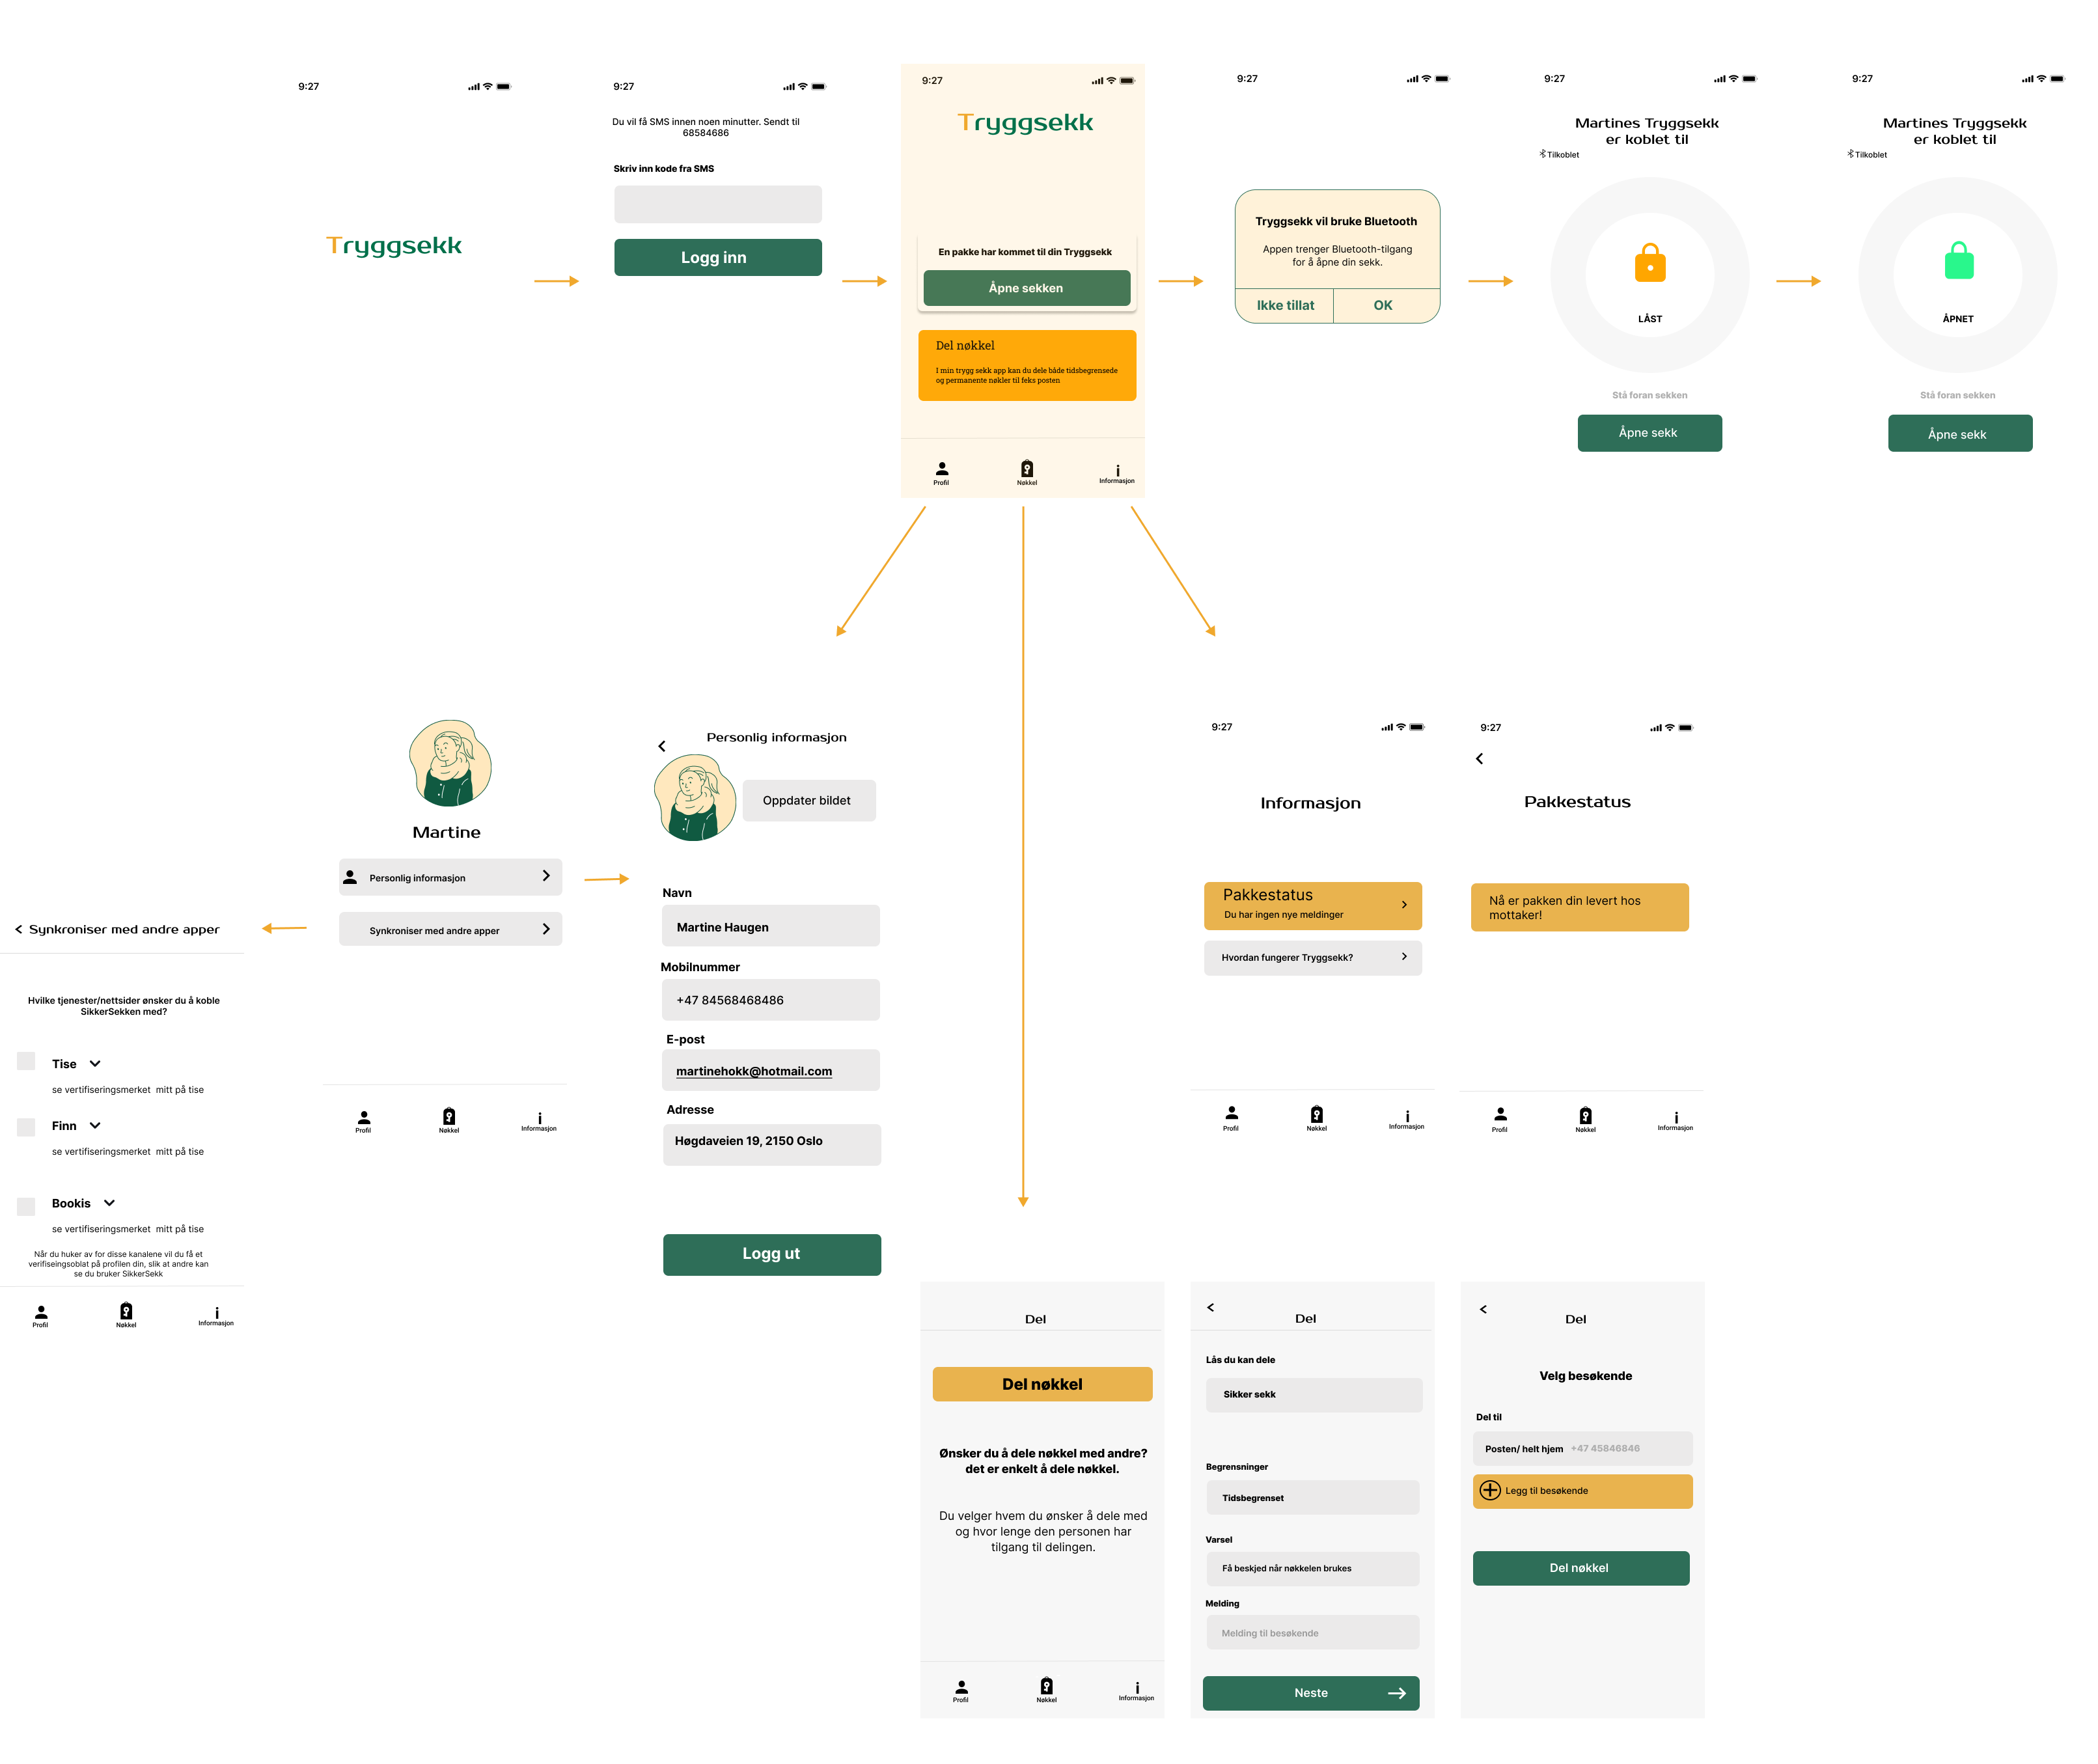 9:27
Tryggsekk
9:27
Du vil få SMS innen noen minutter. Sendt til
68584686
Skriv inn kode fra SMS
Logg inn
9:27
Tryggsekk
En pakke har kommet til din Tryggsekk
Åpne sekken
Del nøkkel
I min trygg sekk app kan du dele både tidsbegrensede
og permanente nøkler til feks posten
Profil
Nøkkel
Informasjon
9:27
Tryggsekk vil bruke Bluetooth
Appen trenger Bluetooth-tilgang
for å åpne din sekk.
Ikke tillat
OK
9:27
Martines Tryggsekk
er koblet til
Tilkoblet
LÅST
Stå foran sekken
Åpne sekk
9:27
Martines Tryggsekk
er koblet til
Tilkoblet
ÅPNET
Stå foran sekken
Åpne sekk
Synkroniser med andre apper
Hvilke tjenester/nettsider ønsker du å koble
SikkerSekken med?
Tise
se vertifiseringsmerket mitt på tise
Finn
se vertifiseringsmerket mitt på tise
Bookis
se vertifiseringsmerket mitt på tise
Når du huker av for disse kanalene vil du få et
verifiseingsoblat på profilen din, slik at andre kan
se du bruker SikkerSekk
Profil
Nøkkel
Informasjon
Martine
Personlig informasjon
Synkroniser med andre apper
Profil
Nøkkel
Informasjon
Personlig informasjon
Oppdater bildet
Navn
Martine Haugen
Mobilnummer
+47 84568468486
E-post
martinehokk@hotmail.com
Adresse
Høgdaveien 19, 2150 Oslo
Logg ut
9:27
Informasjon
Pakkestatus
Du har ingen nye meldinger
Hvordan fungerer Tryggsekk?
Profil
Nøkkel
Informasjon
9:27
Pakkestatus
Nå er pakken din levert hos
mottaker!
Profil
Nøkkel
Informasjon
Del
Del nøkkel
Ønsker du å dele nøkkel med andre?
det er enkelt å dele nøkkel.
Du velger hvem du ønsker å dele med
og hvor lenge den personen har
tilgang til delingen.
Profil
Nøkkel
Informasjon
Del
Lås du kan dele
Sikker sekk
Begrensninger
Tidsbegrenset
Varsel
Få beskjed når nøkkelen brukes
Melding
Melding til besøkende
Neste
Del
Velg besøkende
Del til
Posten/ helt hjem +47 45846846
Legg til besøkende
Del nøkkel